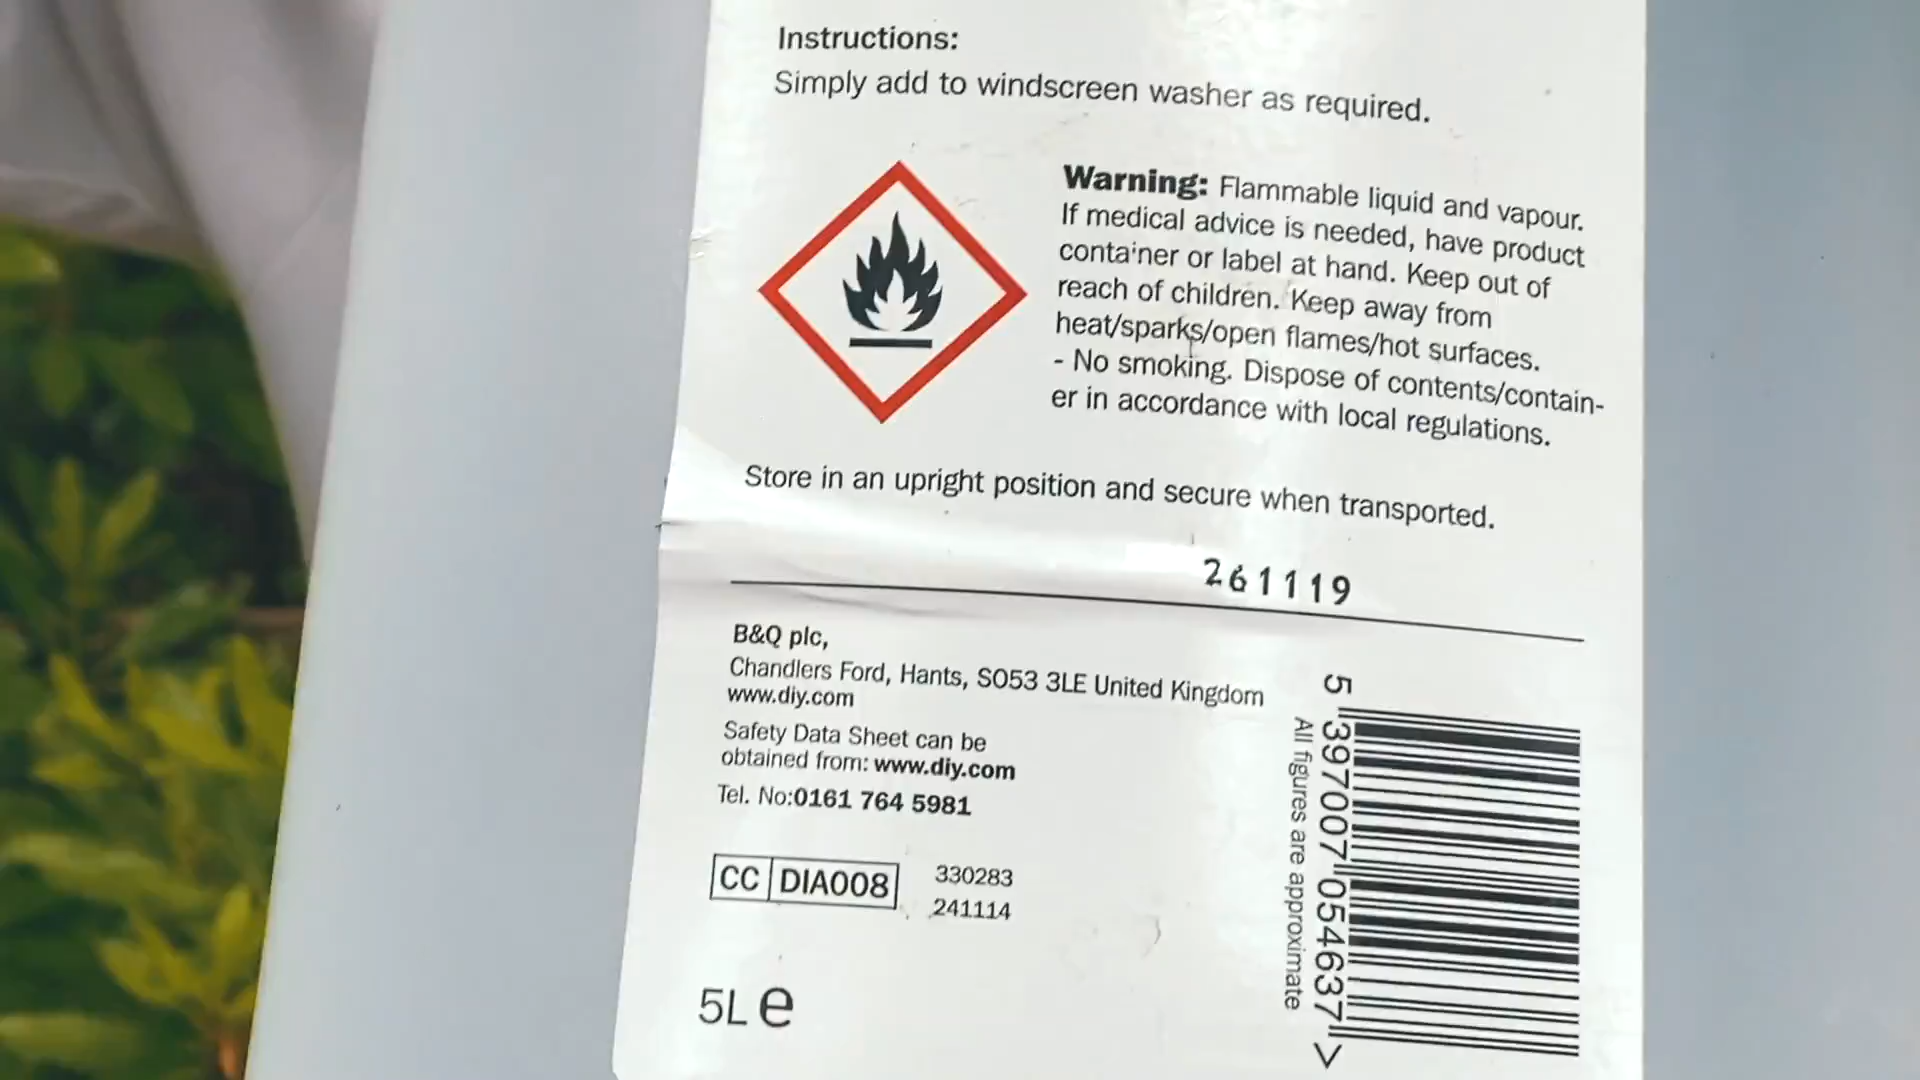 Instructions:
Simply add to windscreen washer as required.
Warning: Flammable liquid and vapour.
If medical advice is needed, have product
container or label at hand. Keep out of
reach of children. Keep away from
heat/sparks/open flames/hot surfaces.
- No smoking. Dispose of contents/contain-
er in accordance with local regulations.
Store in an upright position and secure when transported.
261119
B&Q plc,
Chandlers Ford, Hants, SO53 3LE United Kingdom
www.diy.com
Safety Data Sheet can be
obtained from: www.diy.com
Tel. No:0161 764 5981
CC DIA008
330283
241114
5L e
5 397007 054637 >
All figures are approximate